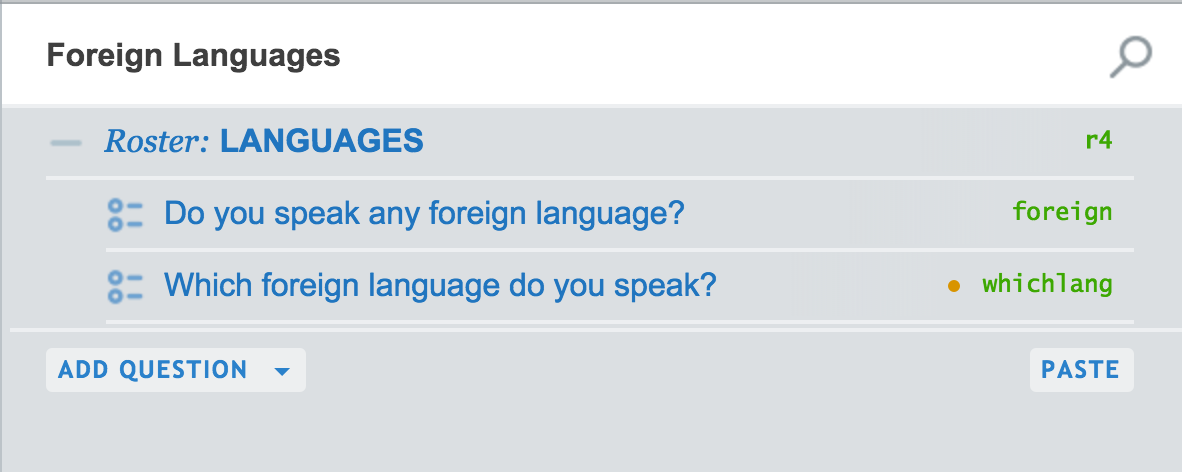 Foreign Languages
Roster: LANGUAGES r4
Do you speak any foreign language? foreign
Which foreign language do you speak? whichlang
ADD QUESTION PASTE